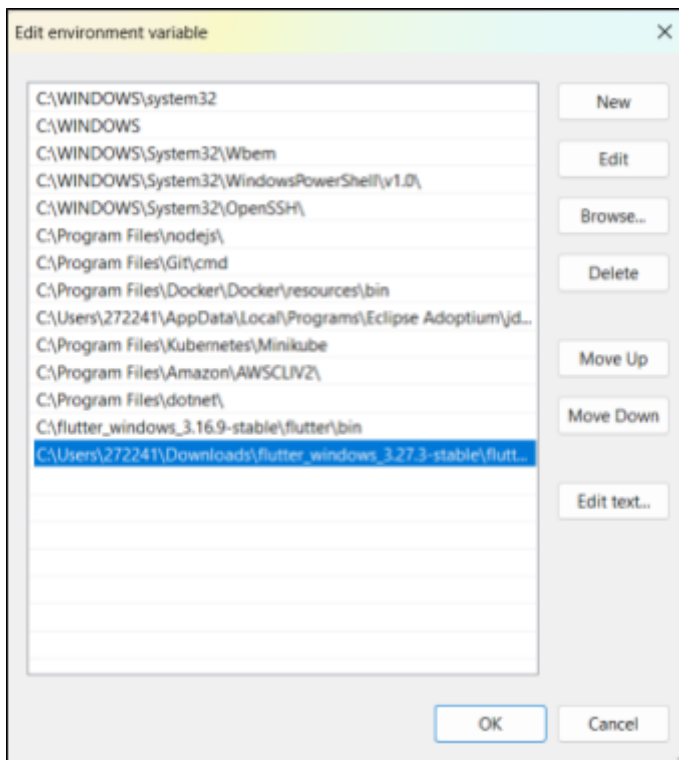 Edit environment variable
C:\WINDOWS\system32
C:\WINDOWS
C:\WINDOWS\System32\Wbem
C:\WINDOWS\System32\WindowsPowerShell\v1.0\
C:\WINDOWS\System32\OpenSSH\
C:\Program Files\nodejs\
C:\Program Files\Git\cmd
C:\Program Files\Docker\Docker\resources\bin
C:\Users\272241\AppData\Local\Programs\Eclipse Adoptium\jd...
C:\Program Files\Kubernetes\Minikube
C:\Program Files\Amazon\AWSCLIV2\
C:\Program Files\dotnet\
C:\flutter_windows_3.16.9-stable\flutter\bin
C:\Users\272241\Downloads\flutter_windows_3.27.3-stable\flutt...
New
Edit
Browse...
Delete
Move Up
Move Down
Edit text...
OK
Cancel